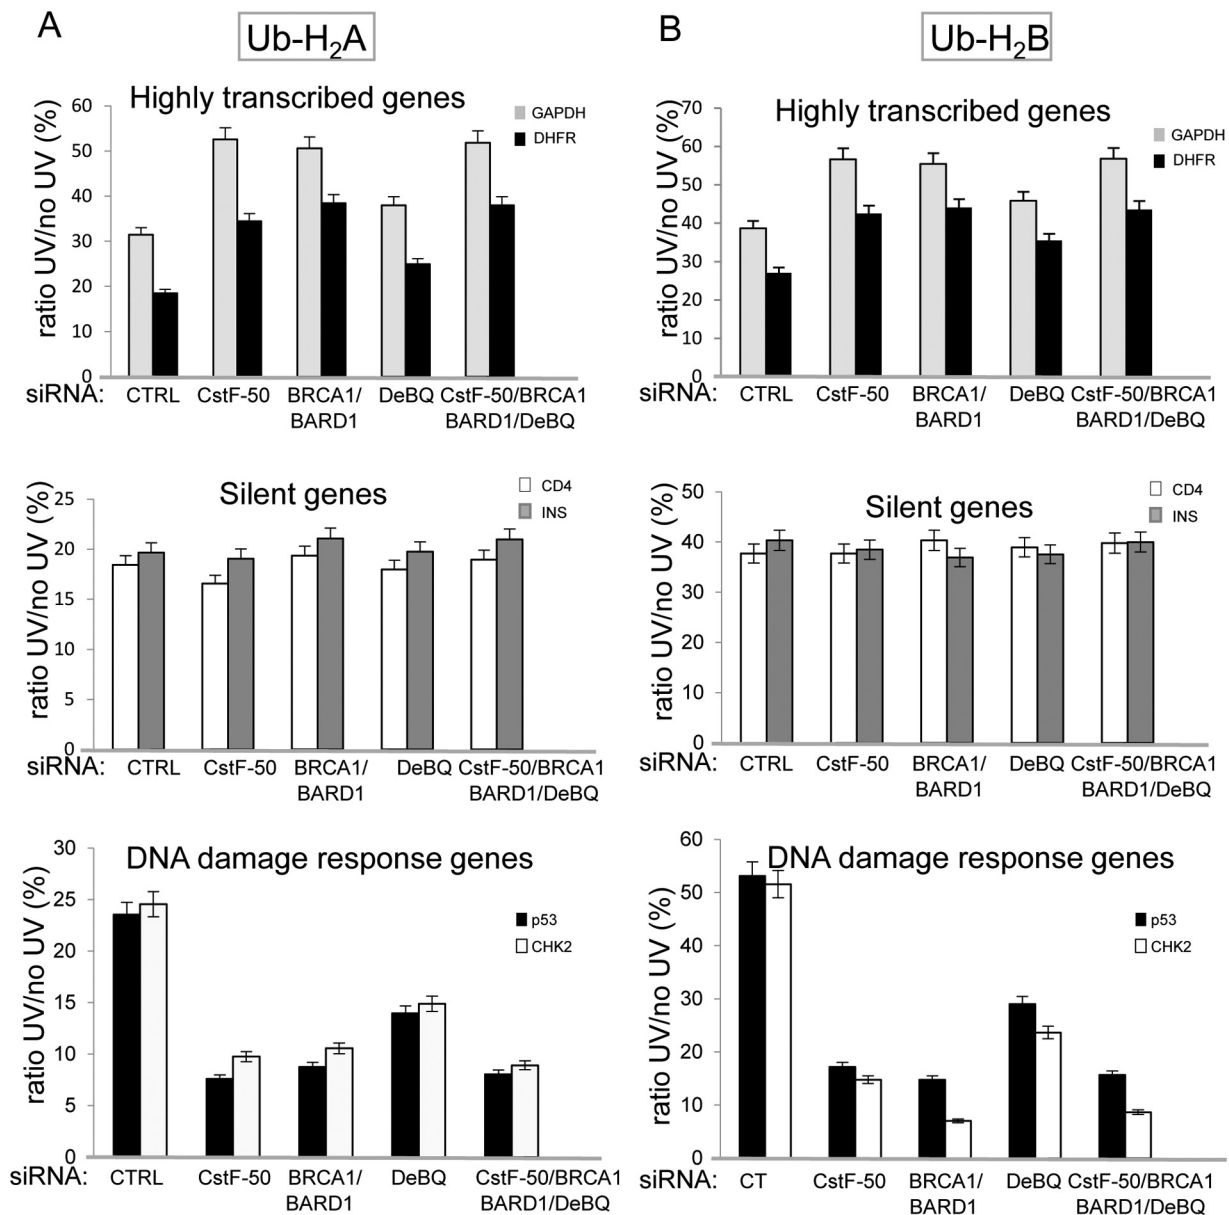 A
Ub-H₂A
Highly transcribed genes
ratio UV/no UV (%)
60
50
40
30
20
10
0
GAPDH
DHFR
siRNA:
CTRL
CstF-50
BRCA1/
BARD1
DeBQ
CstF-50/BRCA1
BARD1/DeBQ
Silent genes
ratio UV/no UV (%)
25
20
15
10
5
0
CD4
INS
siRNA:
CTRL
CstF-50
BRCA1/
BARD1
DeBQ
CstF-50/BRCA1
BARD1/DeBQ
DNA damage response genes
ratio UV/no UV (%)
30
25
20
15
10
5
0
p53
CHK2
siRNA:
CTRL
CstF-50
BRCA1/
BARD1
DeBQ
CstF-50/BRCA1
BARD1/DeBQ
B
Ub-H₂B
Highly transcribed genes
ratio UV/no UV (%)
70
60
50
40
30
20
10
0
GAPDH
DHFR
siRNA:
CTRL
CstF-50
BRCA1/
BARD1
DeBQ
CstF-50/BRCA1
BARD1/DeBQ
Silent genes
ratio UV/no UV (%)
50
40
30
20
10
0
CD4
INS
siRNA:
CTRL
CstF-50
BRCA1/
BARD1
DeBQ
CstF-50/BRCA1
BARD1/DeBQ
DNA damage response genes
ratio UV/no UV (%)
60
50
40
30
20
10
0
p53
CHK2
siRNA:
CT
CstF-50
BRCA1/
BARD1
DeBQ
CstF-50/BRCA1
BARD1/DeBQ